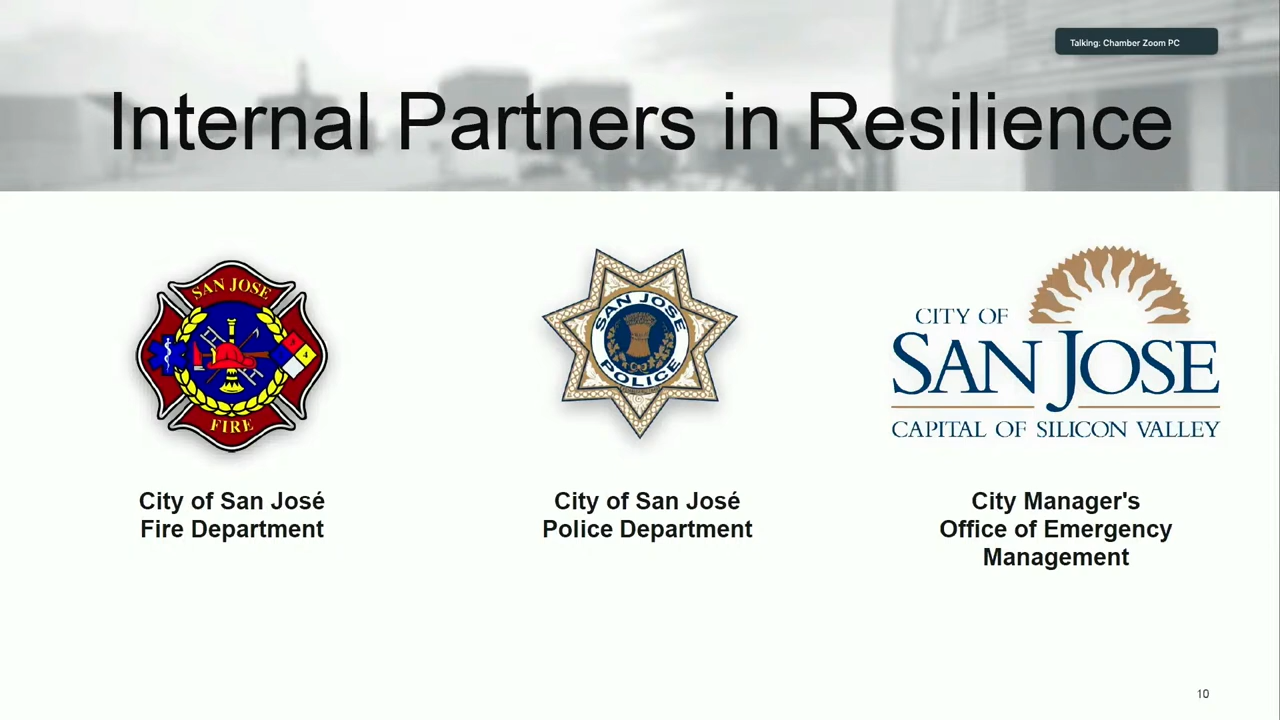 Talking: Chamber Zoom PC
Internal Partners in Resilience
SAN JOSE
FIRE
4
SAN JOSE
POLICE
CITY OF
SAN JOSE
CAPITAL OF SILICON VALLEY
City of San José
Fire Department
City of San José
Police Department
City Manager's
Office of Emergency
Management
10